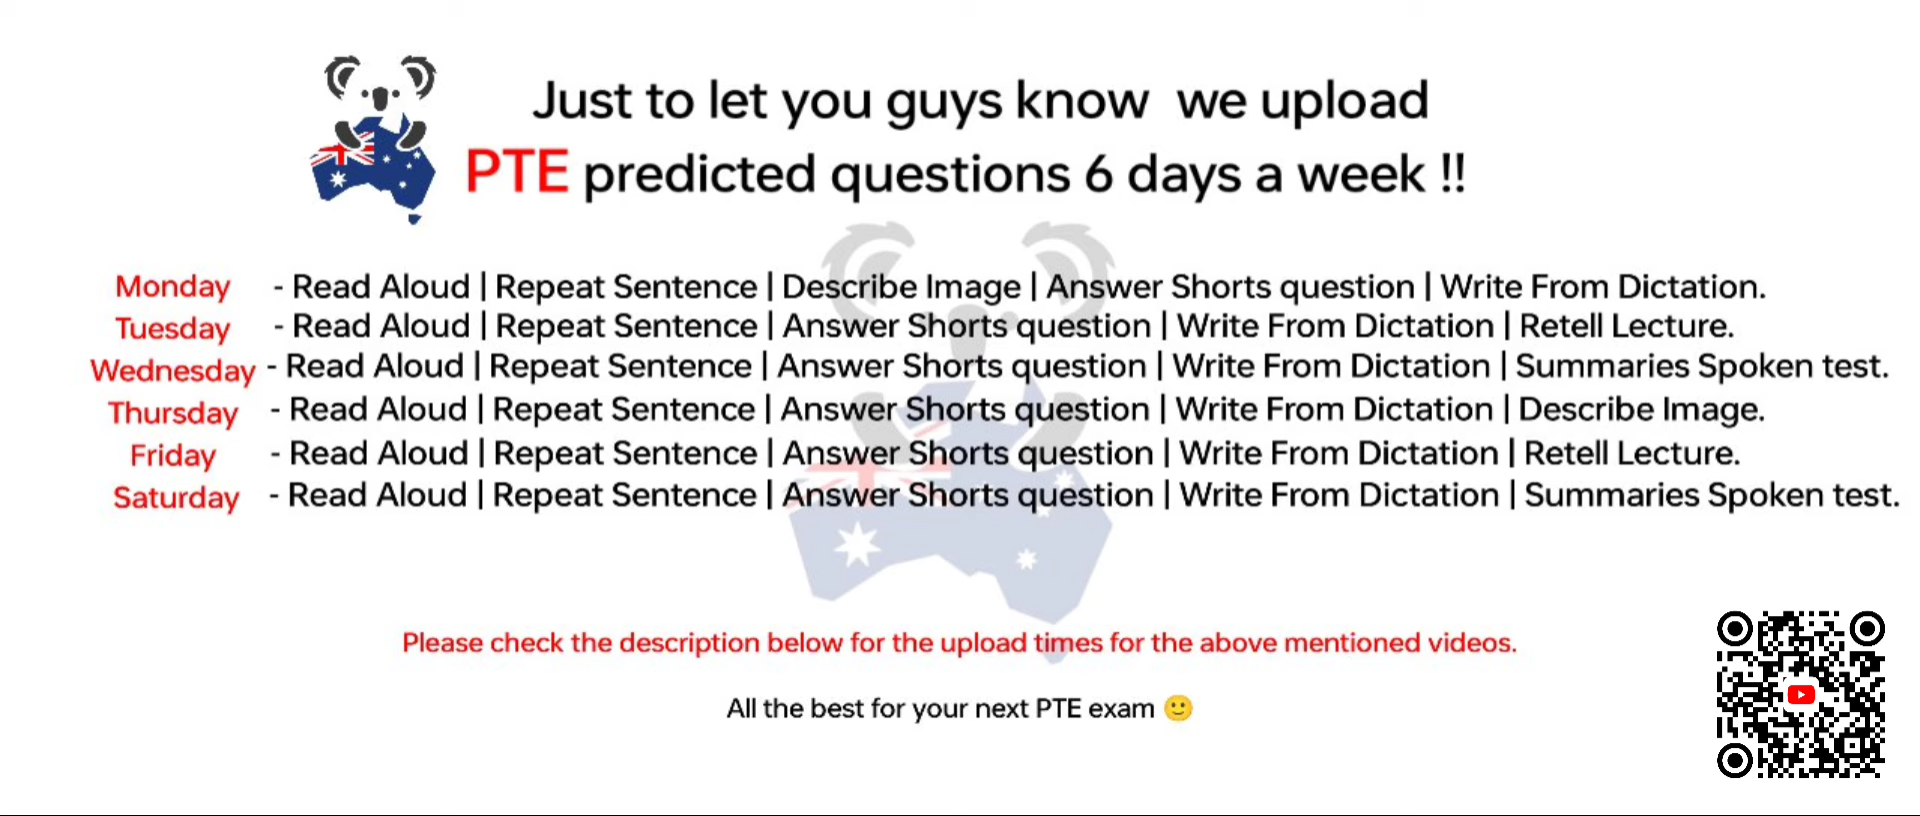 Just to let you guys know we upload
PTE predicted questions 6 days a week !!
Monday - Read Aloud | Repeat Sentence | Describe Image | Answer Shorts question | Write From Dictation.
Tuesday - Read Aloud | Repeat Sentence | Answer Shorts question | Write From Dictation | Retell Lecture.
Wednesday - Read Aloud | Repeat Sentence | Answer Shorts question | Write From Dictation | Summaries Spoken test.
Thursday - Read Aloud | Repeat Sentence | Answer Shorts question | Write From Dictation | Describe Image.
Friday - Read Aloud | Repeat Sentence | Answer Shorts question | Write From Dictation | Retell Lecture.
Saturday - Read Aloud | Repeat Sentence | Answer Shorts question | Write From Dictation | Summaries Spoken test.
Please check the description below for the upload times for the above mentioned videos.
All the best for your next PTE exam 🙂